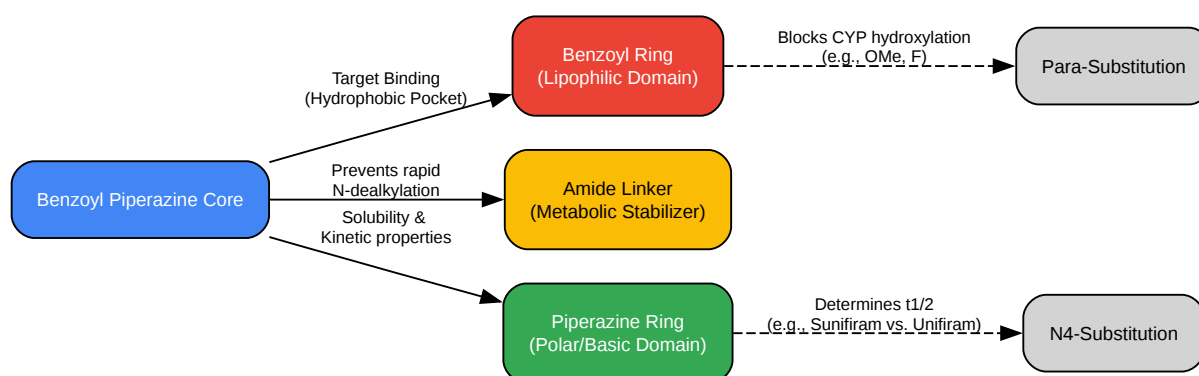 Benzoyl Piperazine Core
Target Binding
(Hydrophobic Pocket)
Prevents rapid
N-dealkylation
Solubility &
Kinetic properties
Benzoyl Ring
(Lipophilic Domain)
Amide Linker
(Metabolic Stabilizer)
Piperazine Ring
(Polar/Basic Domain)
Blocks CYP hydroxylation
(e.g., OMe, F)
Determines t1/2
(e.g., Sunifiram vs. Unifiram)
Para-Substitution
N4-Substitution